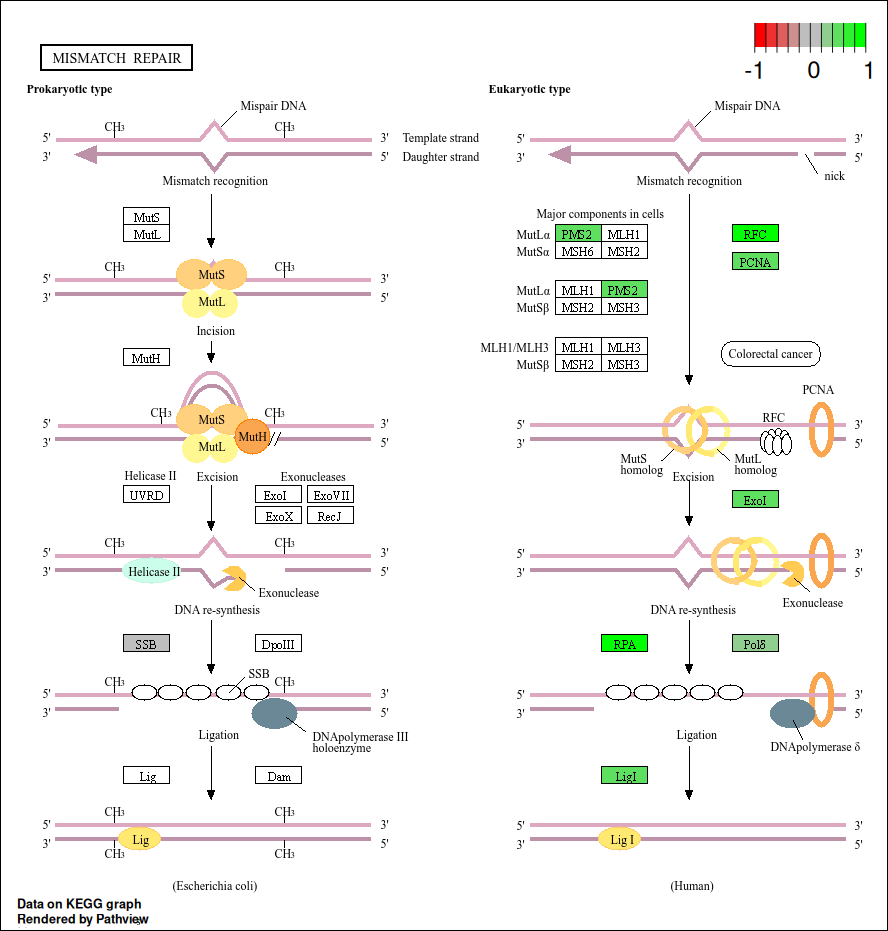 -1 0 1
MISMATCH REPAIR
Prokaryotic type
Mispair DNA
CH3 CH3
5' 3' Template strand
3' 5' Daughter strand
Mismatch recognition
MutS
MutL
CH3 MutS CH3
5' 3'
3' MutL 5'
Incision
MutH
CH3 MutS CH3
5' 3'
3' MutL MutH 5'
Helicase II Excision Exonucleases
UVRD ExoI ExoVII
ExoX RecJ
CH3 CH3
5' 3'
3' Helicase II 5'
Exonuclease
DNA re-synthesis
SSB DpoIII
SSB
CH3 CH3
5' 3'
3' 5'
Ligation DNApolymerase III
holoenzyme
Lig Dam
CH3 CH3
5' 3'
3' Lig 5'
CH3 CH3
(Escherichia coli)
Eukaryotic type
Mispair DNA
5' 3'
3' 5'
Mismatch recognition nick
Major components in cells
MutLα PMS2 MLH1 RFC
MutSα MSH6 MSH2
PCNA
MutLα MLH1 PMS2
MutSβ MSH2 MSH3
MLH1/MLH3 MLH1 MLH3
MutSβ MSH2 MSH3
Colorectal cancer
PCNA
RFC
5' 3'
3' 5'
MutS
homolog
MutL
homolog
Excision
ExoI
5' 3'
3' 5'
Exonuclease
DNA re-synthesis
RPA Polδ
5' 3'
3' 5'
Ligation
DNApolymerase δ
LigI
5' 3'
3' Lig I 5'
(Human)
Data on KEGG graph
Rendered by Pathview